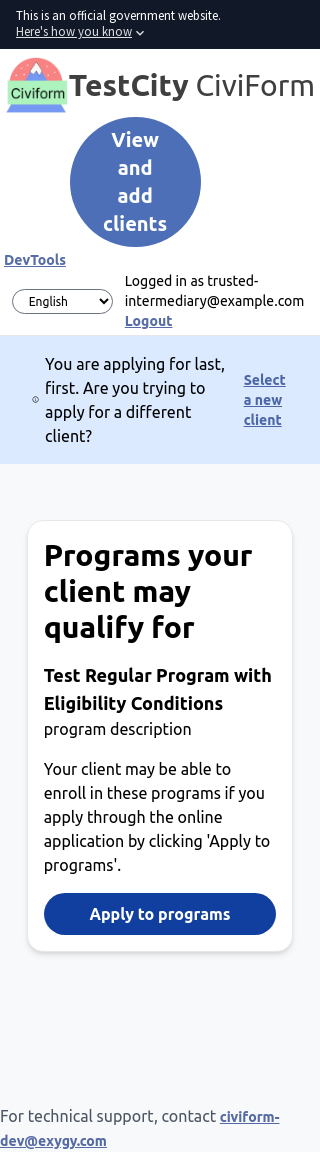 This is an official government website.
Here's how you know
Civiform
TestCity CiviForm
View
and
add
clients
DevTools
English
Logged in as trusted-
intermediary@example.com
Logout
You are applying for last,
first. Are you trying to
apply for a different
client?
Select
a new
client
Programs your
client may
qualify for
Test Regular Program with
Eligibility Conditions
program description
Your client may be able to
enroll in these programs if you
apply through the online
application by clicking 'Apply to
programs'.
Apply to programs
For technical support, contact civiform-
dev@exygy.com